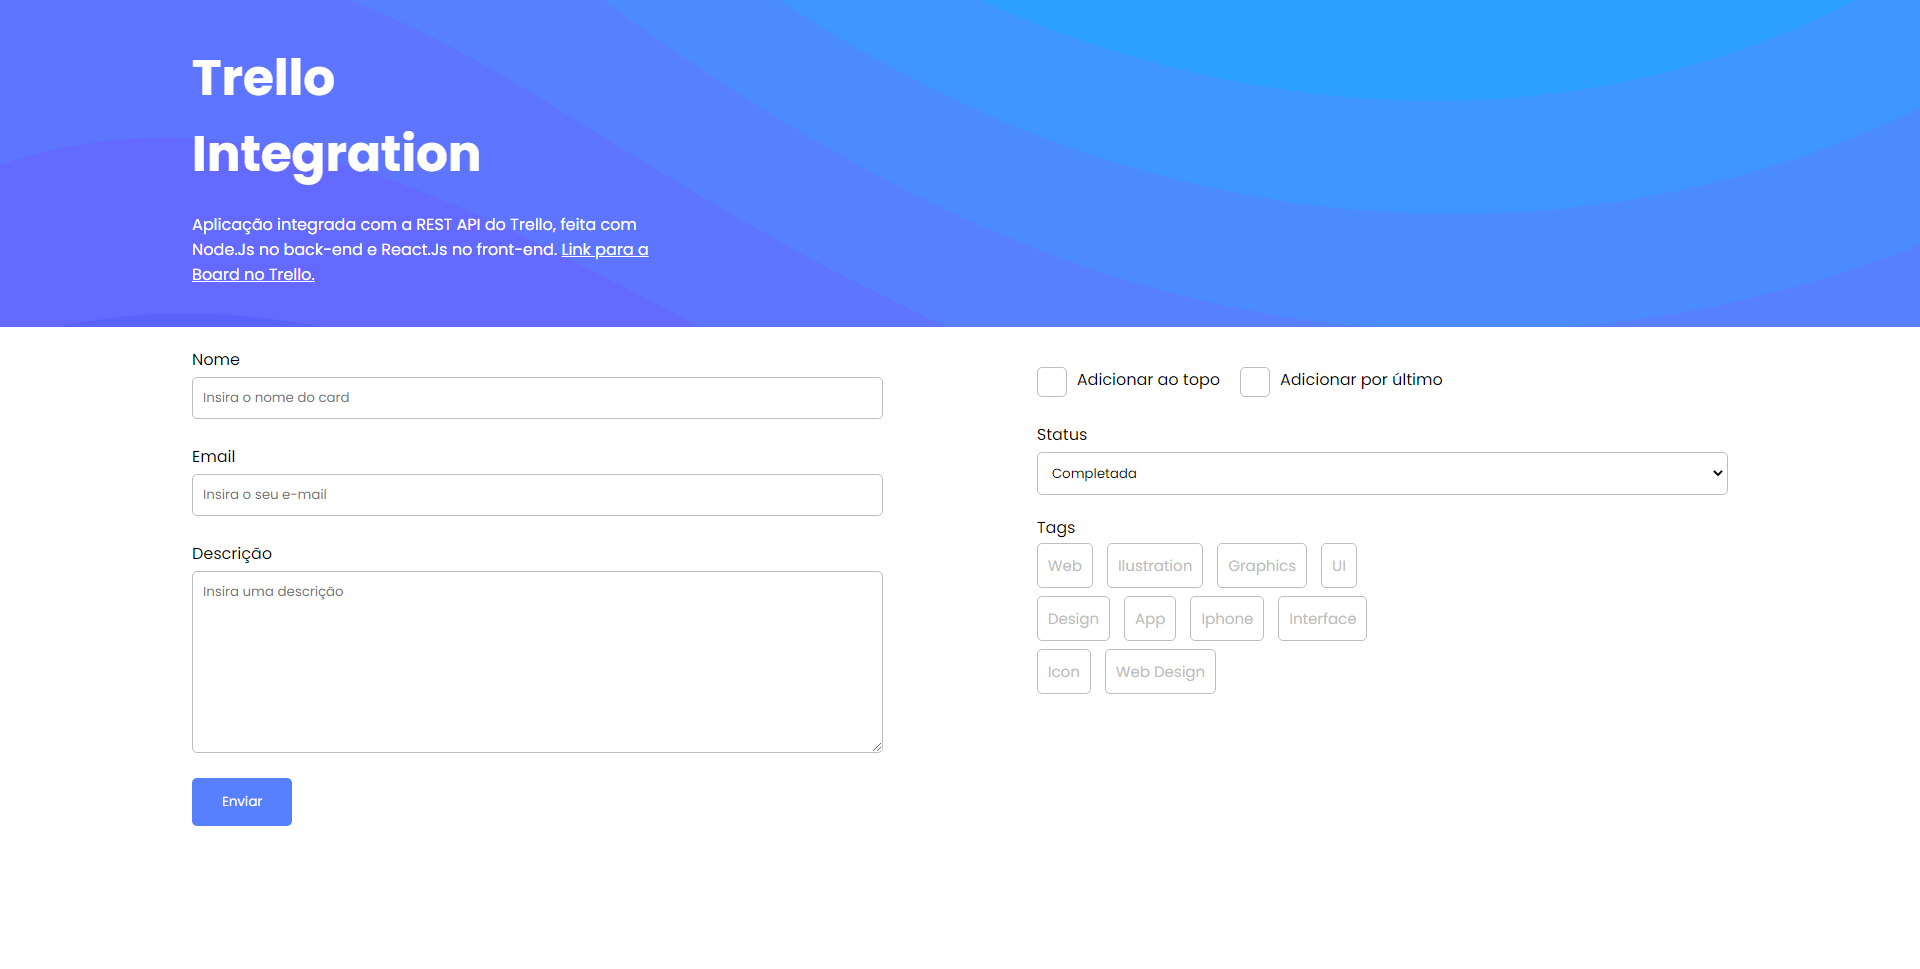 Trello
Integration
Aplicação integrada com a REST API do Trello, feita com
Node.Js no back-end e React.Js no front-end. Link para a
Board no Trello.
Nome
Insira o nome do card
Email
Insira o seu e-mail
Descrição
Insira uma descrição
Enviar
Adicionar ao topo Adicionar por último
Status
Completada
Tags
Web Ilustration Graphics UI
Design App Iphone Interface
Icon Web Design